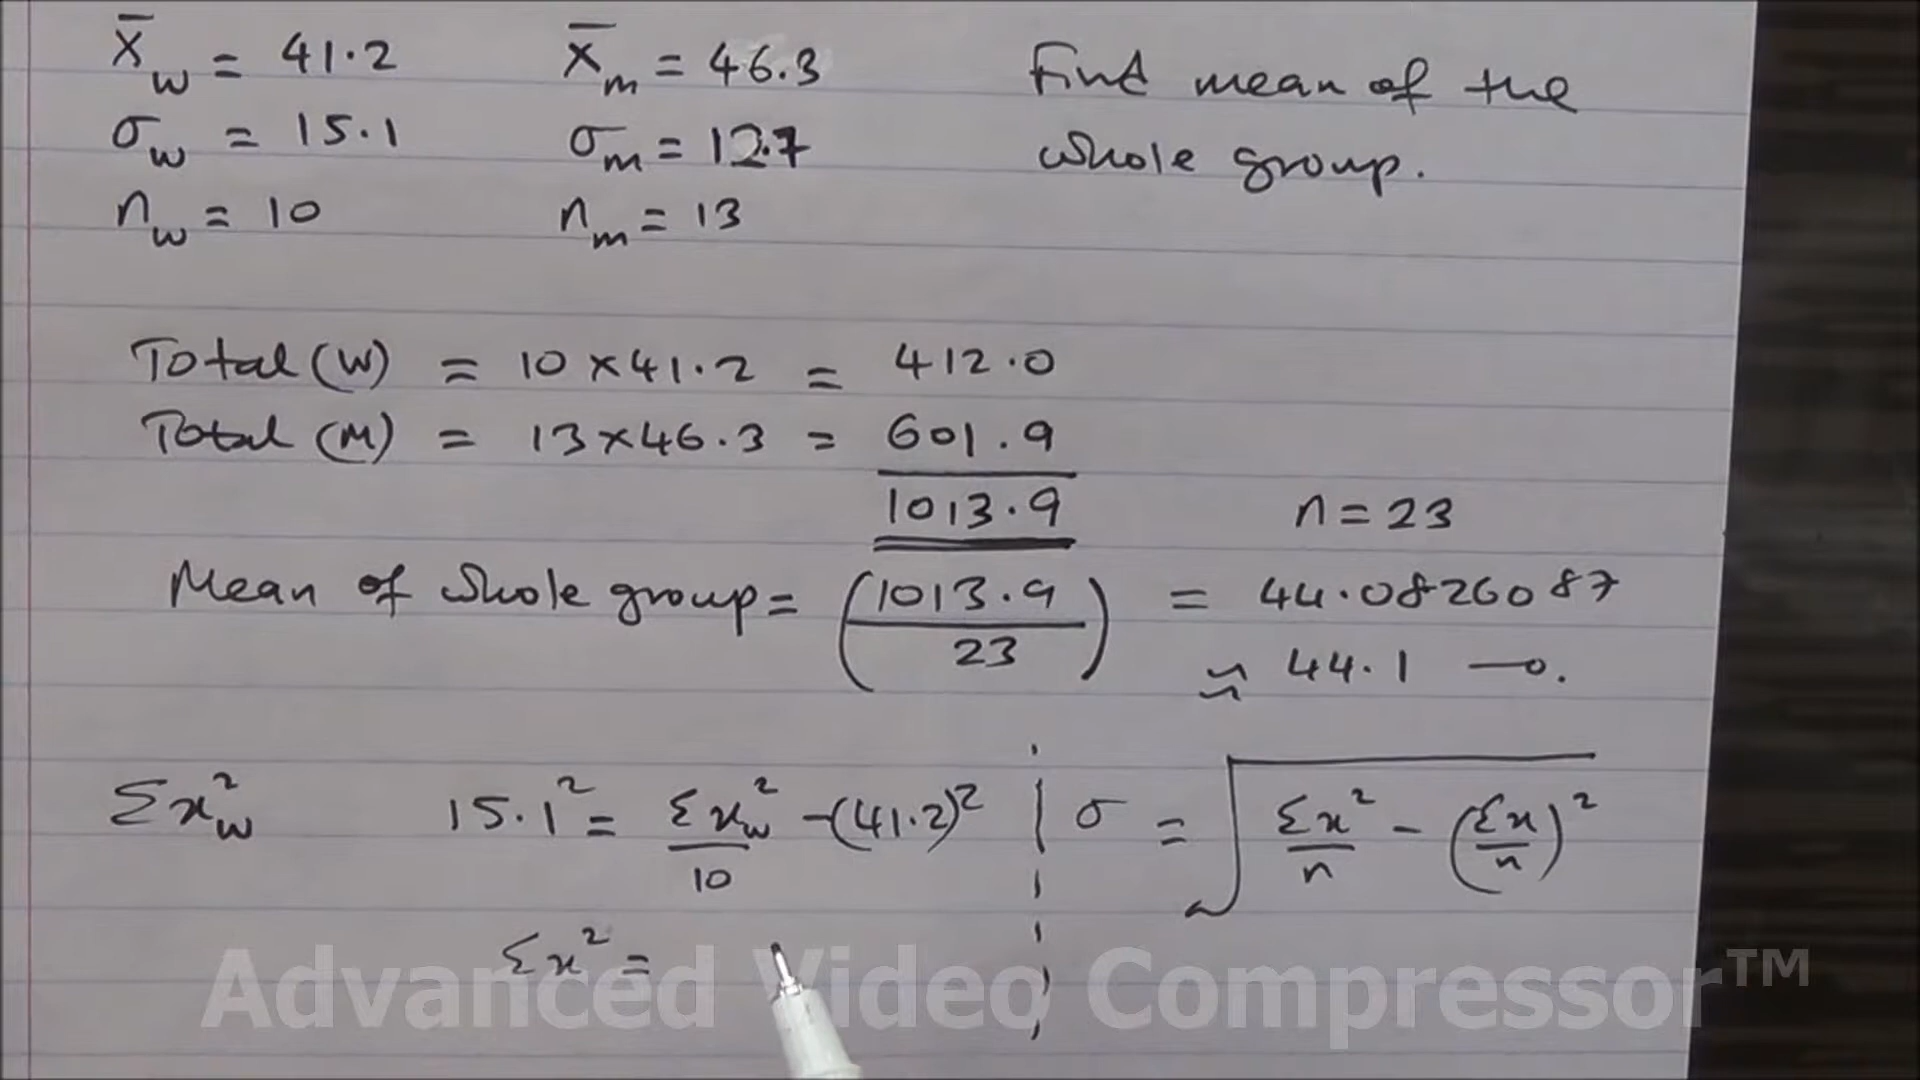 x̄w = 41.2 x̄m = 46.3 Find mean of the
σw = 15.1 σm = 12.7 whole group.
nw = 10 nm = 13
Total (W) = 10 × 41.2 = 412.0
Total (M) = 13 × 46.3 = 601.9
1013.9 n = 23
Mean of whole group = (1013.9/23) = 44.0826087
≈ 44.1
Σx²w 15.1² = Σx²w/10 - (41.2)² σ = √(Σx²/n - (Σx/n)²)
Σx² =
Advanced Video Compressor™